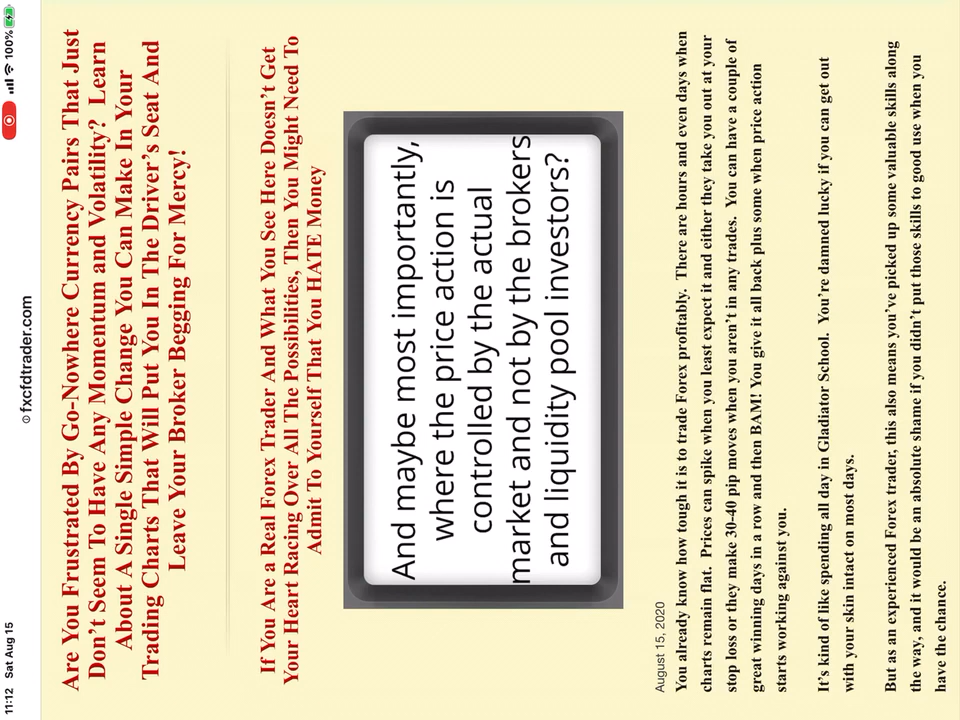 11:12 Sat Aug 15
100%
fxcfdtrader.com
Are You Frustrated By Go-Nowhere Currency Pairs That Just
Don't Seem To Have Any Momentum and Volatility? Learn
About A Single Simple Change You Can Make In Your
Trading Charts That Will Put You In The Driver's Seat And
Leave Your Broker Begging For Mercy!
If You Are a Real Forex Trader And What You See Here Doesn't Get
Your Heart Racing Over All The Possibilities, Then You Might Need To
Admit To Yourself That You HATE Money
And maybe most importantly,
where the price action is
controlled by the actual
market and not by the brokers
and liquidity pool investors?
August 15, 2020
You already know how tough it is to trade Forex profitably. There are hours and even days when
charts remain flat. Prices can spike when you least expect it and either they take you out at your
stop loss or they make 30-40 pip moves when you aren't in any trades. You can have a couple of
great winning days in a row and then BAM! You give it all back plus some when price action
starts working against you.
It's kind of like spending all day in Gladiator School. You're damned lucky if you can get out
with your skin intact on most days.
But as an experienced Forex trader, this also means you've picked up some valuable skills along
the way, and it would be an absolute shame if you didn't put those skills to good use when you
have the chance.